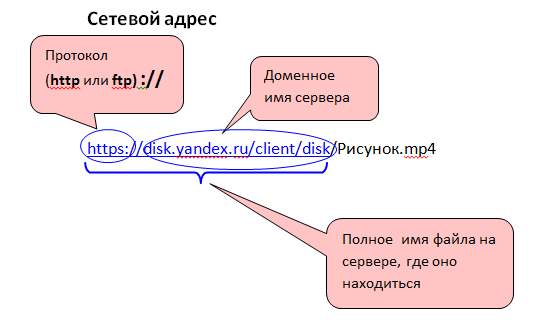 Сетевой адрес
Протокол
(http или ftp) ://
Доменное
имя сервера
https://disk.yandex.ru/client/disk/Рисунок.mp4
Полное имя файла на
сервере, где оно
находиться